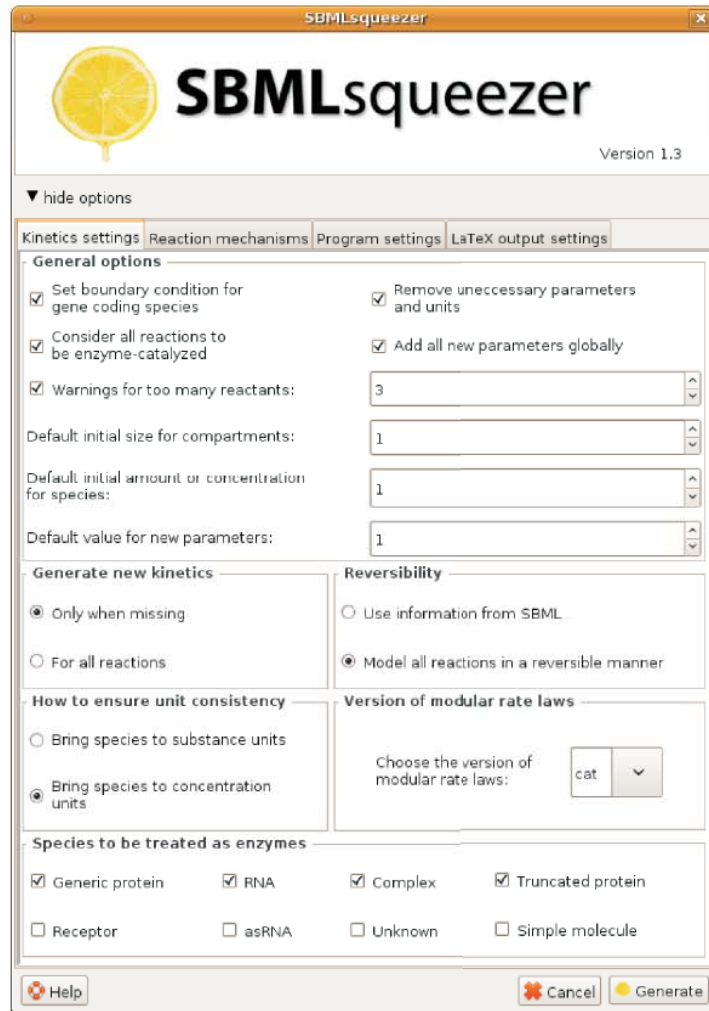 SBMLsqueezer
SBMLsqueezer
Version 1.3
hide options
Kinetics settings Reaction mechanisms Program settings LaTeX output settings
General options
Set boundary condition for
gene coding species
Remove uneccessary parameters
and units
Consider all reactions to
be enzyme-catalyzed
Add all new parameters globally
Warnings for too many reactants: 3
Default initial size for compartments: 1
Default initial amount or concentration
for species: 1
Default value for new parameters: 1
Generate new kinetics
Only when missing
For all reactions
Reversibility
Use information from SBML
Model all reactions in a reversible manner
How to ensure unit consistency
Bring species to substance units
Bring species to concentration
units
Version of modular rate laws
Choose the version of
modular rate laws: cat
Species to be treated as enzymes
Generic protein RNA Complex Truncated protein
Receptor asRNA Unknown Simple molecule
Help Cancel Generate